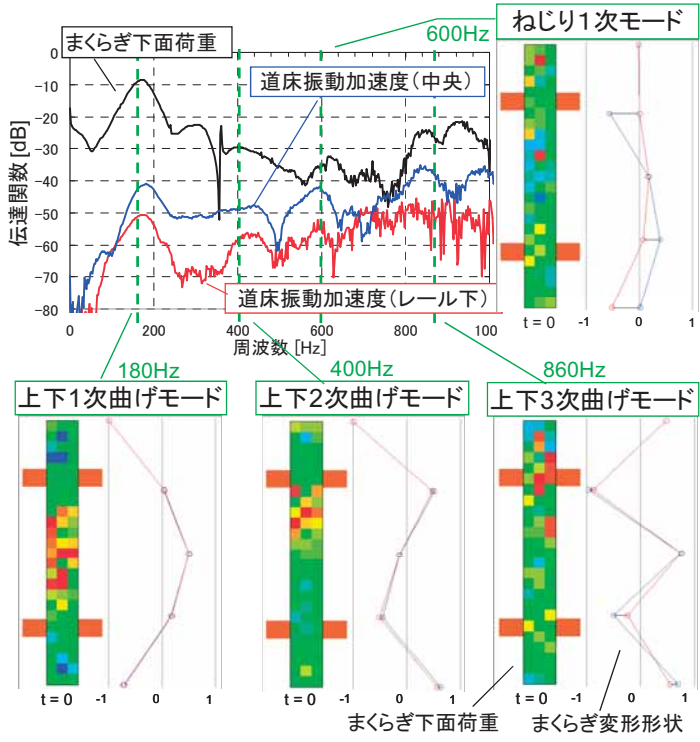 ねじり1次モード
600Hz
まくらぎ下面荷重
道床振動加速度(中央)
道床振動加速度(レール下)
伝達関数 [dB]
0
-10
-20
-30
-40
-50
-60
-70
-80
0
200
400
600
800
100
周波数 [Hz]
t = 0
-1
0
1
180Hz
400Hz
860Hz
上下1次曲げモード
上下2次曲げモード
上下3次曲げモード
t = 0
-1
0
1
t = 0
-1
0
1
t = 0
-1
0
1
まくらぎ下面荷重
まくらぎ変形形状